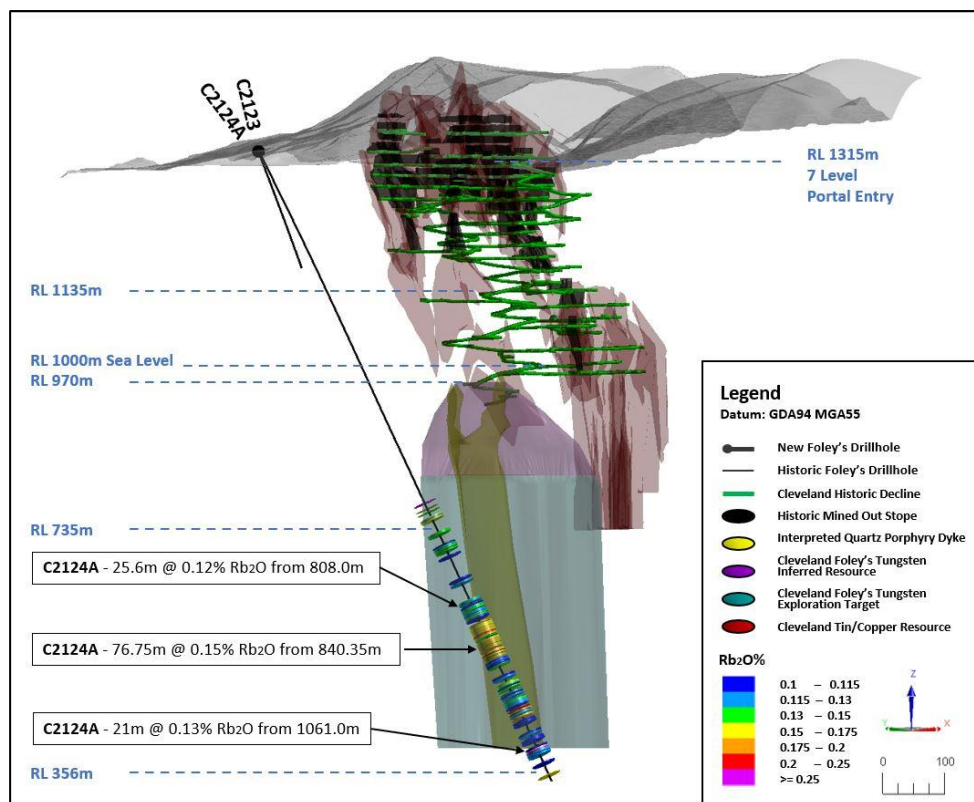 C2123
C2124A
RL 1315m
7 Level
Portal Entry
RL 1135m
RL 1000m Sea Level
RL 970m
RL 735m
C2124A - 25.6m @ 0.12% Rb₂O from 808.0m
C2124A - 76.75m @ 0.15% Rb₂O from 840.35m
C2124A - 21m @ 0.13% Rb₂O from 1061.0m
RL 356m
Legend
Datum: GDA94 MGA55
New Foley's Drillhole
Historic Foley's Drillhole
Cleveland Historic Decline
Historic Mined Out Stope
Interpreted Quartz Porphyry Dyke
Cleveland Foley's Tungsten
Inferred Resource
Cleveland Foley's Tungsten
Exploration Target
Cleveland Tin/Copper Resource
Rb₂O%
0.1 – 0.115
0.115 – 0.13
0.13 – 0.15
0.15 – 0.175
0.175 – 0.2
0.2 – 0.25
>= 0.25
Z
Y
X
0
100